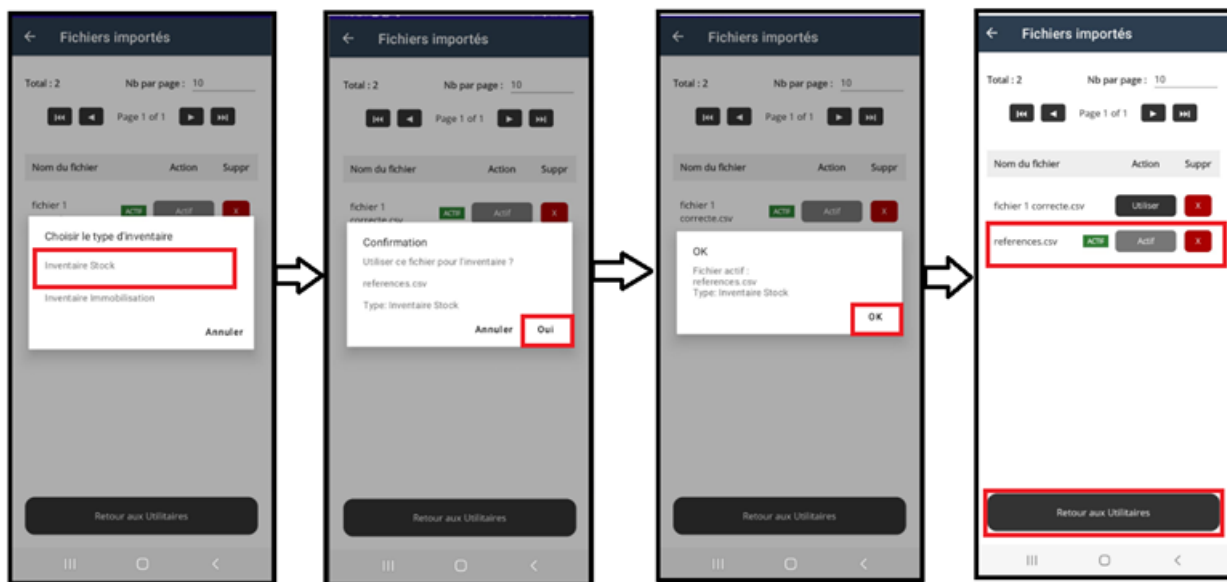 Fichiers importés
Total : 2 Nb par page : 10
Page 1 of 1
Nom du fichier Action Suppr
fichier 1
ACTIF Actif X
Choisir le type d'inventaire
Inventaire Stock
Inventaire Immobilisation
Annuler
Retour aux Utilitaires
Fichiers importés
Total : 2 Nb par page : 10
Page 1 of 1
Nom du fichier Action Suppr
fichier 1
correcte.csv ACTIF Actif X
Confirmation
Utiliser ce fichier pour l'inventaire ?
references.csv
Type: Inventaire Stock
Annuler Oui
Retour aux Utilitaires
Fichiers importés
Total : 2 Nb par page : 10
Page 1 of 1
Nom du fichier Action Suppr
fichier 1
correcte.csv ACTIF Actif X
OK
Fichier actif :
references.csv
Type: Inventaire Stock
OK
Retour aux Utilitaires
Fichiers importés
Total : 2 Nb par page : 10
Page 1 of 1
Nom du fichier Action Suppr
fichier 1 correcte.csv Utiliser X
references.csv ACTIF Actif X
Retour aux Utilitaires